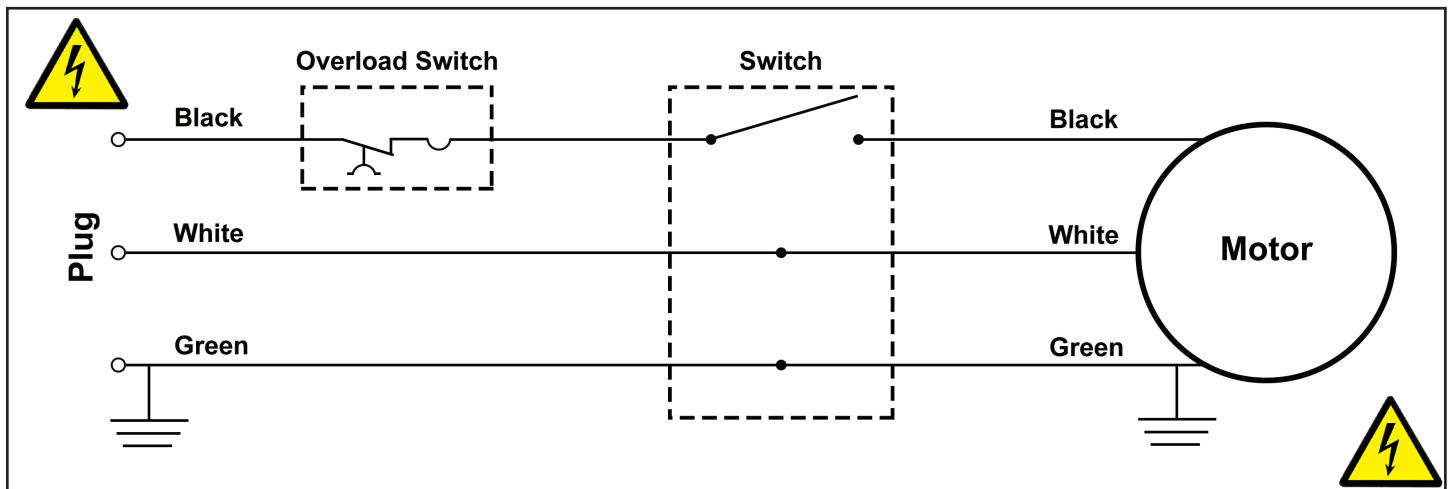 Overload Switch
Switch
Black
Black
Plug
White
White
Motor
Green
Green